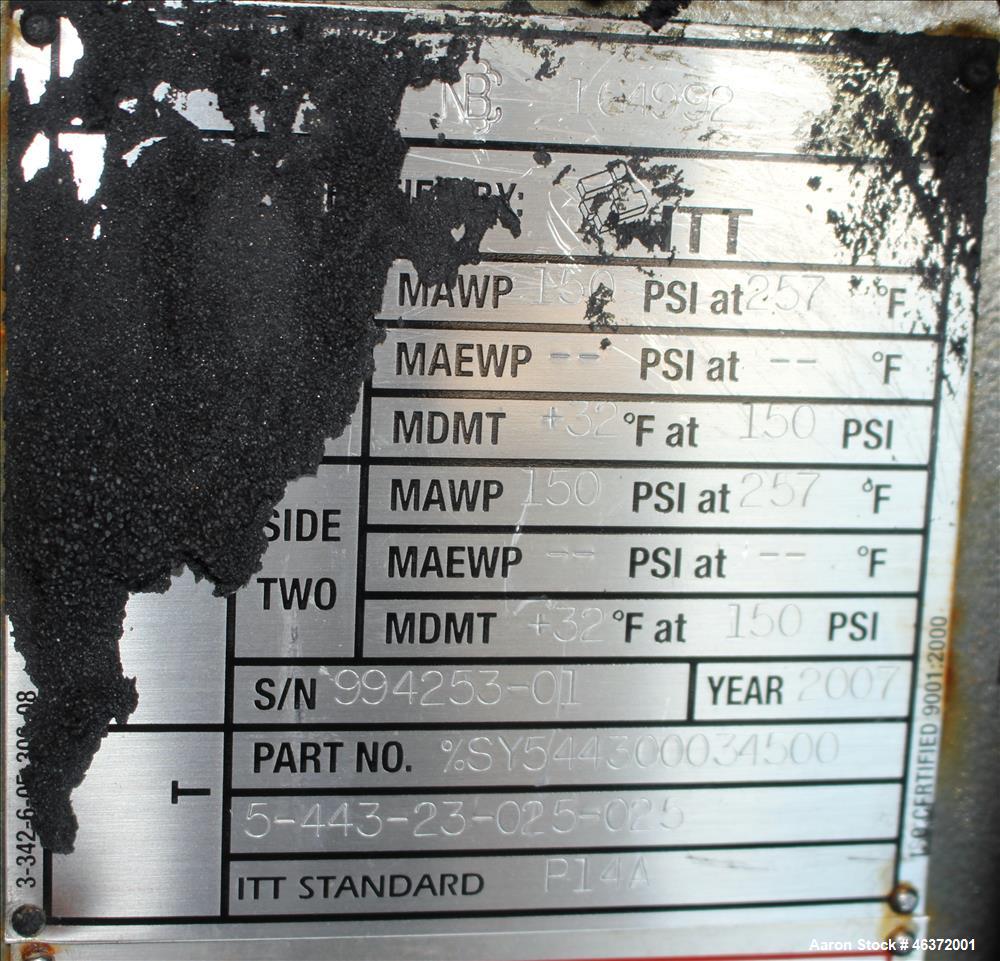 NB 164992
BY:
ITT
MAWP 150 PSI at 257 °F
MAEWP -- PSI at -- °F
MDMT +32 °F at 150 PSI
SIDE TWO
MAWP 150 PSI at 257 °F
MAEWP -- PSI at -- °F
MDMT +32 °F at 150 PSI
S/N 994253-01 YEAR 2007
PART NO. %SY544300034500
T
5-443-23-025-025
ITT STANDARD P14A
CERTIFIED 9001:2000
Aaron Stock # 46372001